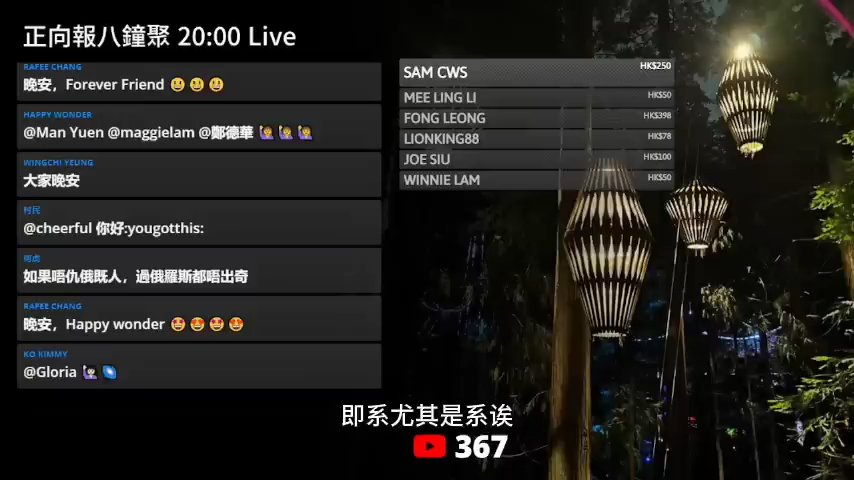 正向報八鐘聚 20:00 Live
RAFEE CHANG
晚安，Forever Friend 😃 😃 😃
HAPPY WONDER
@Man Yuen @maggielam @鄭德華 🙋 🙋 🙋
WINGCHI YEUNG
大家晚安
村民
@cheerful 你好:yougotthis:
如果唔仇俄既人，過俄羅斯都唔出奇
RAFEE CHANG
晚安，Happy wonder 🤩 🤩 🤩 🤩
KO KIMMY
@Gloria
SAM CWS HK$250
MEE LING LI HK$50
FONG LEONG HK$398
LIONKING88 HK$78
JOE SIU HK$100
WINNIE LAM HK$50
即系尤其是系诶
367